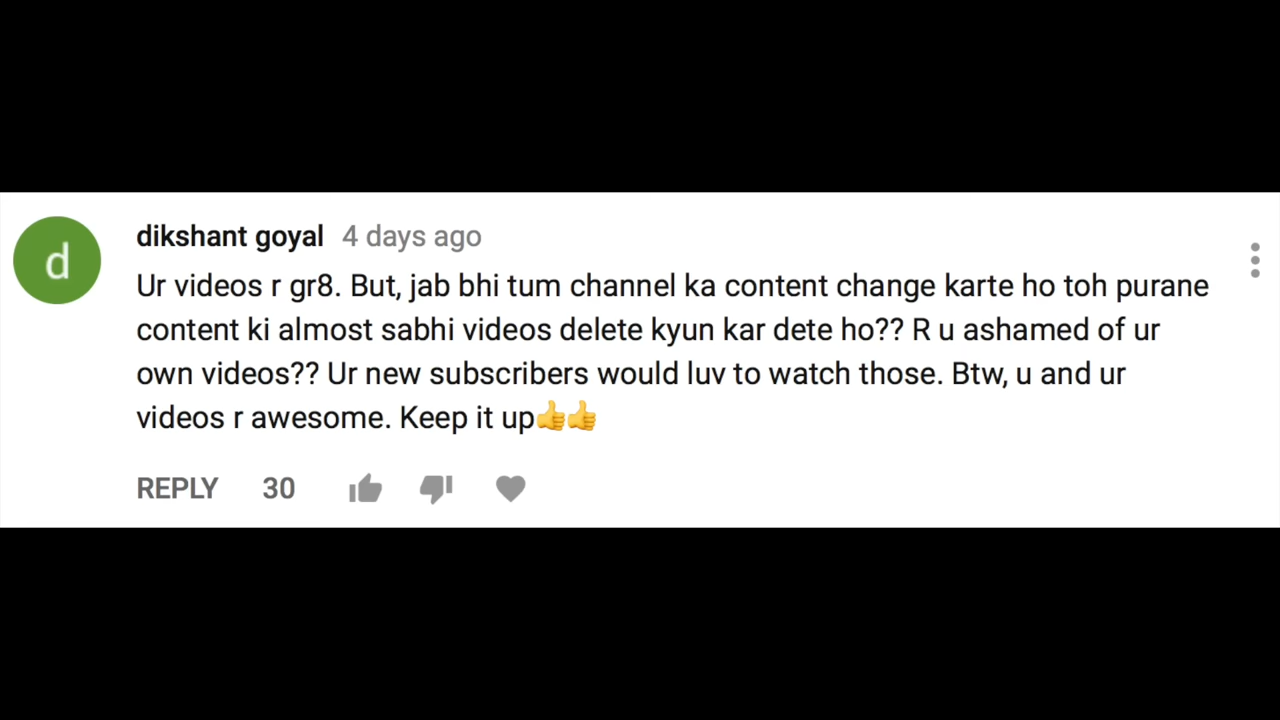 d
dikshant goyal 4 days ago
Ur videos r gr8. But, jab bhi tum channel ka content change karte ho toh purane
content ki almost sabhi videos delete kyun kar dete ho?? R u ashamed of ur
own videos?? Ur new subscribers would luv to watch those. Btw, u and ur
videos r awesome. Keep it up👍👍
REPLY 30